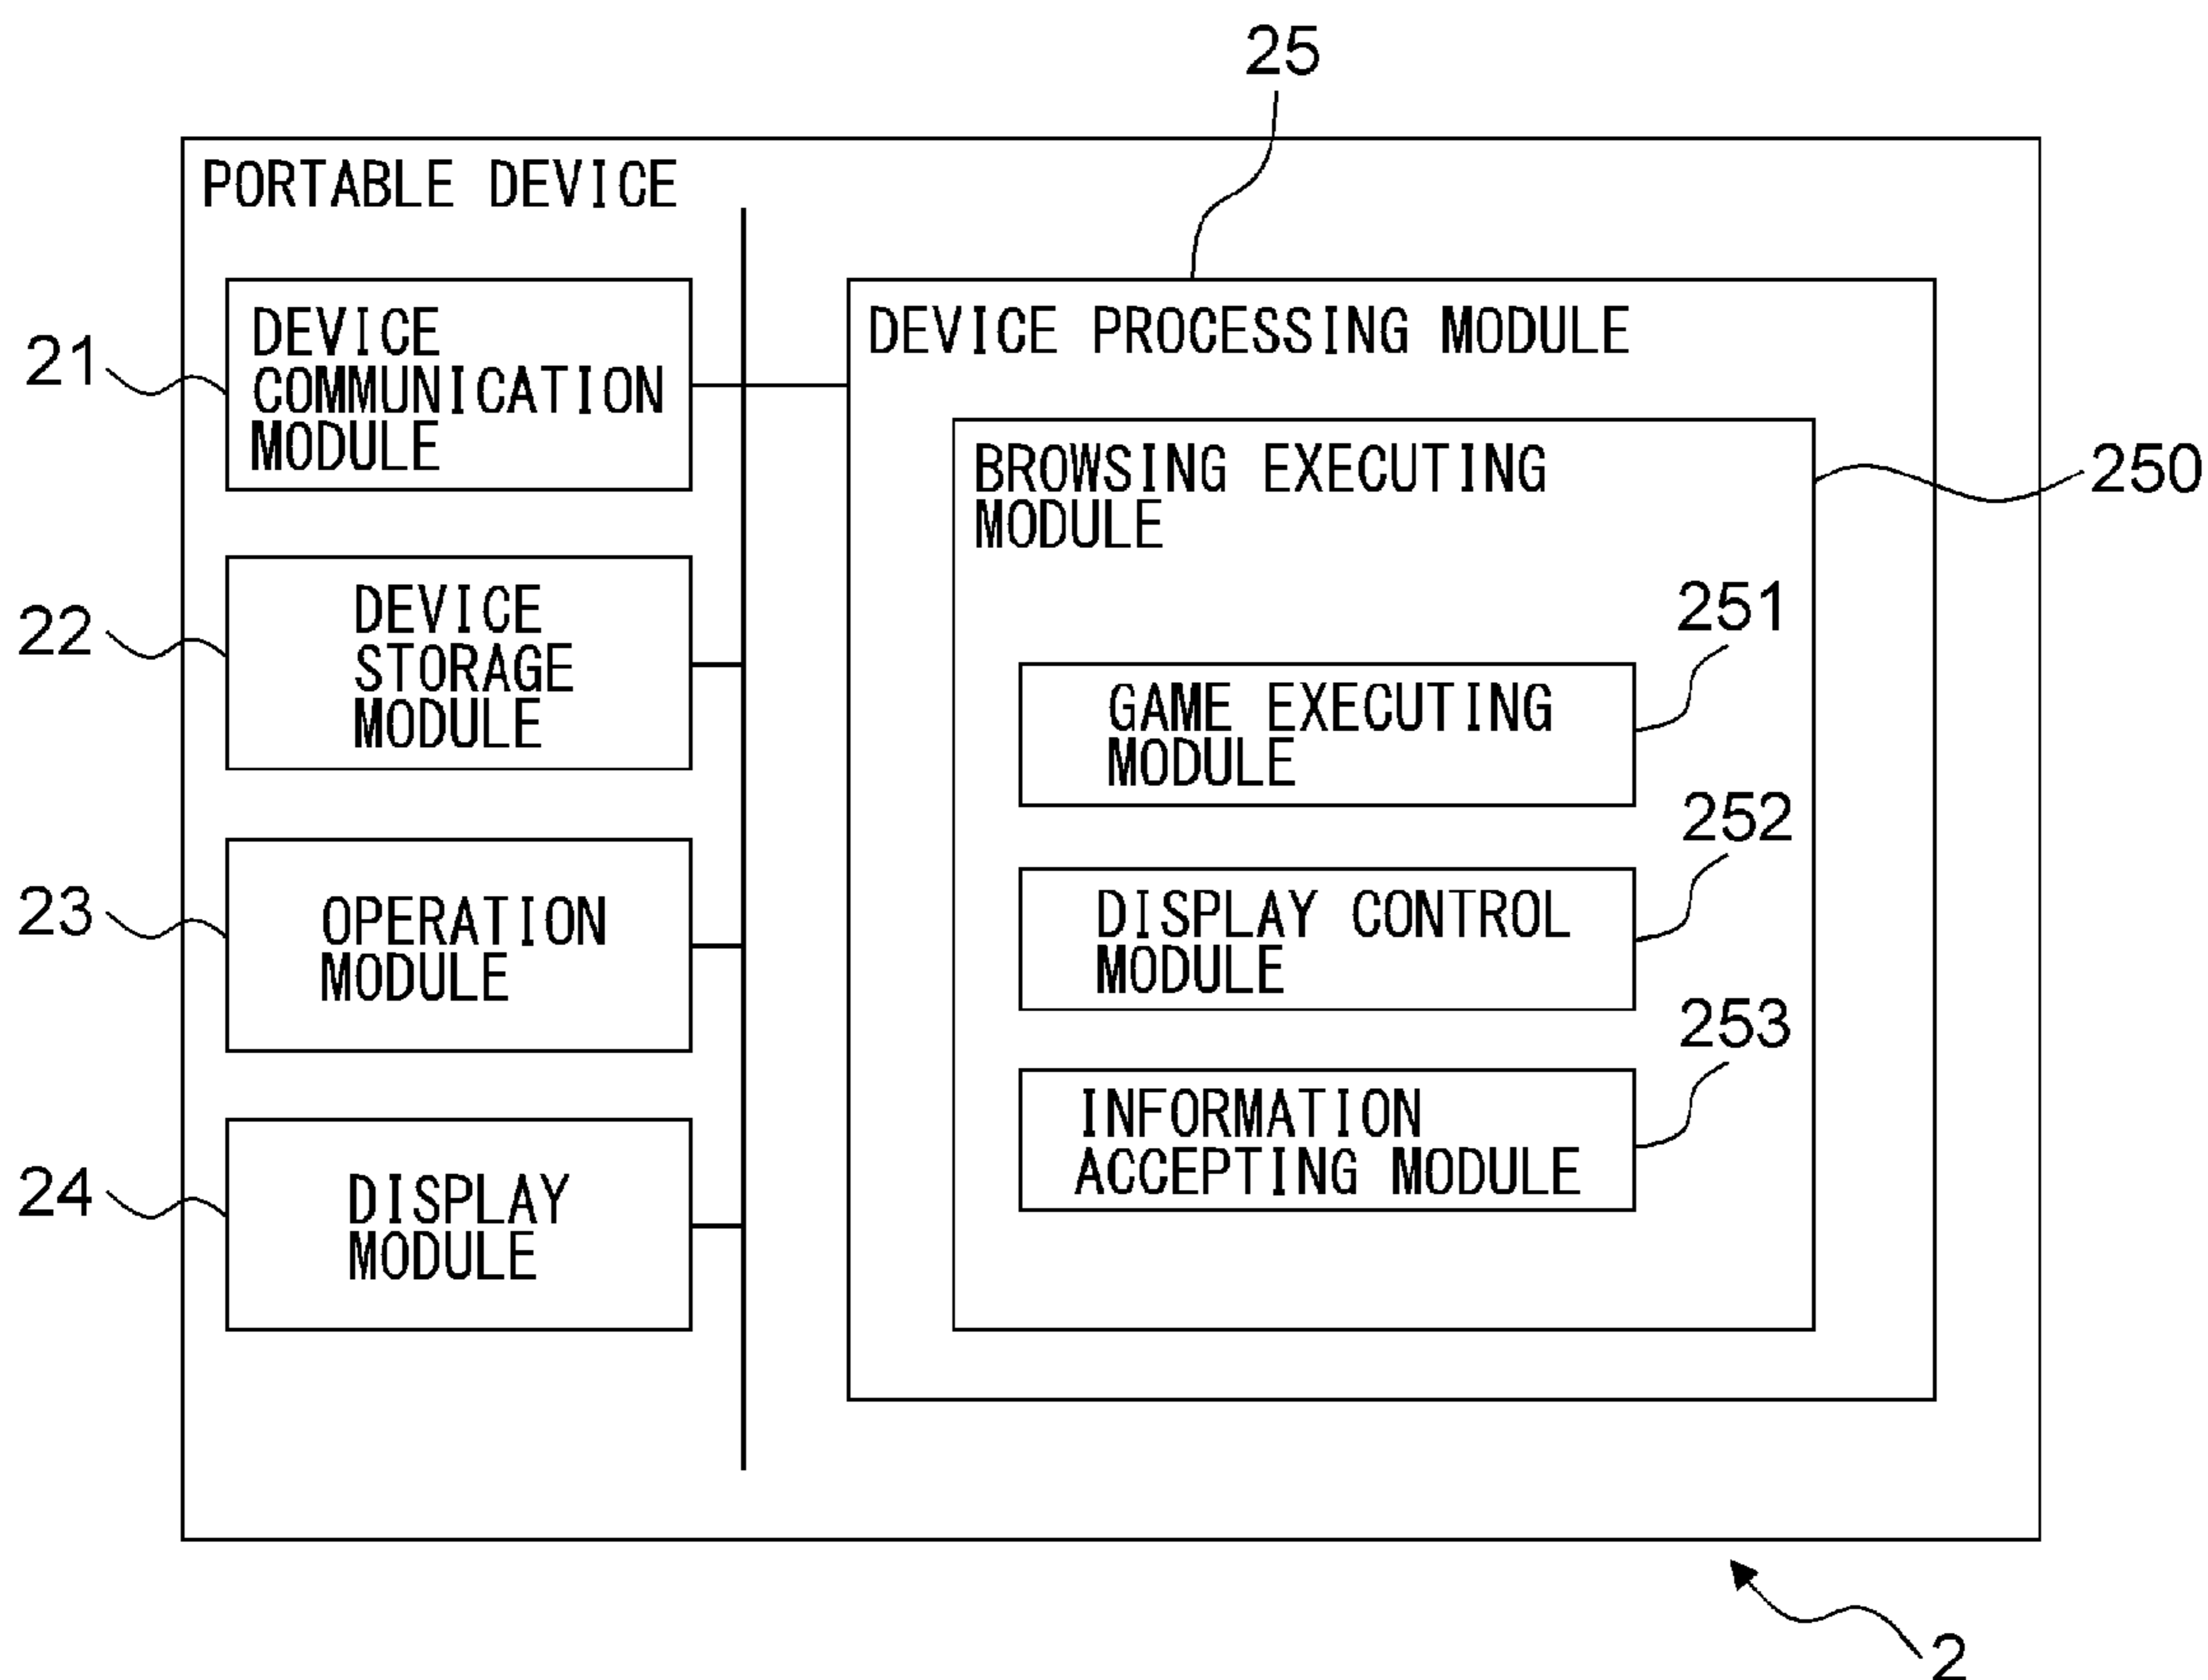 25
PORTABLE DEVICE
21
DEVICE
COMMUNICATION
MODULE
22
DEVICE
STORAGE
MODULE
23
OPERATION
MODULE
24
DISPLAY
MODULE
DEVICE PROCESSING MODULE
BROWSING EXECUTING
MODULE
250
251
GAME EXECUTING
MODULE
252
DISPLAY CONTROL
MODULE
253
INFORMATION
ACCEPTING MODULE
2